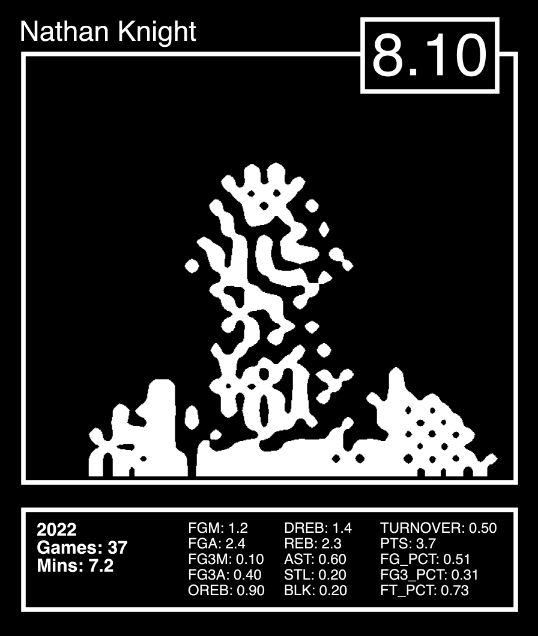 Nathan Knight
8.10
2022
Games: 37
Mins: 7.2
FGM: 1.2
FGA: 2.4
FG3M: 0.10
FG3A: 0.40
OREB: 0.90
DREB: 1.4
REB: 2.3
AST: 0.60
STL: 0.20
BLK: 0.20
TURNOVER: 0.50
PTS: 3.7
FG_PCT: 0.51
FG3_PCT: 0.31
FT_PCT: 0.73